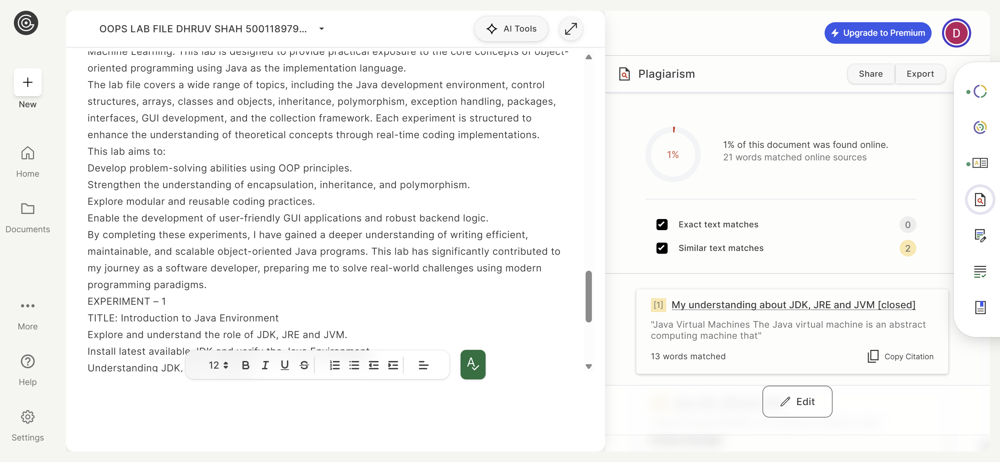 OOPS LAB FILE DHRUV SHAH 500118979...
AI Tools
Upgrade to Premium
D
New
Home
Documents
More
Help
Settings
Machine Learning. This lab is designed to provide practical exposure to the core concepts of object-
oriented programming using Java as the implementation language.
The lab file covers a wide range of topics, including the Java development environment, control
structures, arrays, classes and objects, inheritance, polymorphism, exception handling, packages,
interfaces, GUI development, and the collection framework. Each experiment is structured to
enhance the understanding of theoretical concepts through real-time coding implementations.
This lab aims to:
Develop problem-solving abilities using OOP principles.
Strengthen the understanding of encapsulation, inheritance, and polymorphism.
Explore modular and reusable coding practices.
Enable the development of user-friendly GUI applications and robust backend logic.
By completing these experiments, I have gained a deeper understanding of writing efficient,
maintainable, and scalable object-oriented Java programs. This lab has significantly contributed to
my journey as a software developer, preparing me to solve real-world challenges using modern
programming paradigms.
EXPERIMENT – 1
TITLE: Introduction to Java Environment
Explore and understand the role of JDK, JRE and JVM.
Install latest available JDK and verify the Java Environment
Understanding JDK,
12 B I U S
Plagiarism
Share
Export
1%
1% of this document was found online.
21 words matched online sources
Exact text matches 0
Similar text matches 2
[1] My understanding about JDK, JRE and JVM [closed]
"Java Virtual Machines The Java virtual machine is an abstract
computing machine that"
13 words matched
Copy Citation
Edit